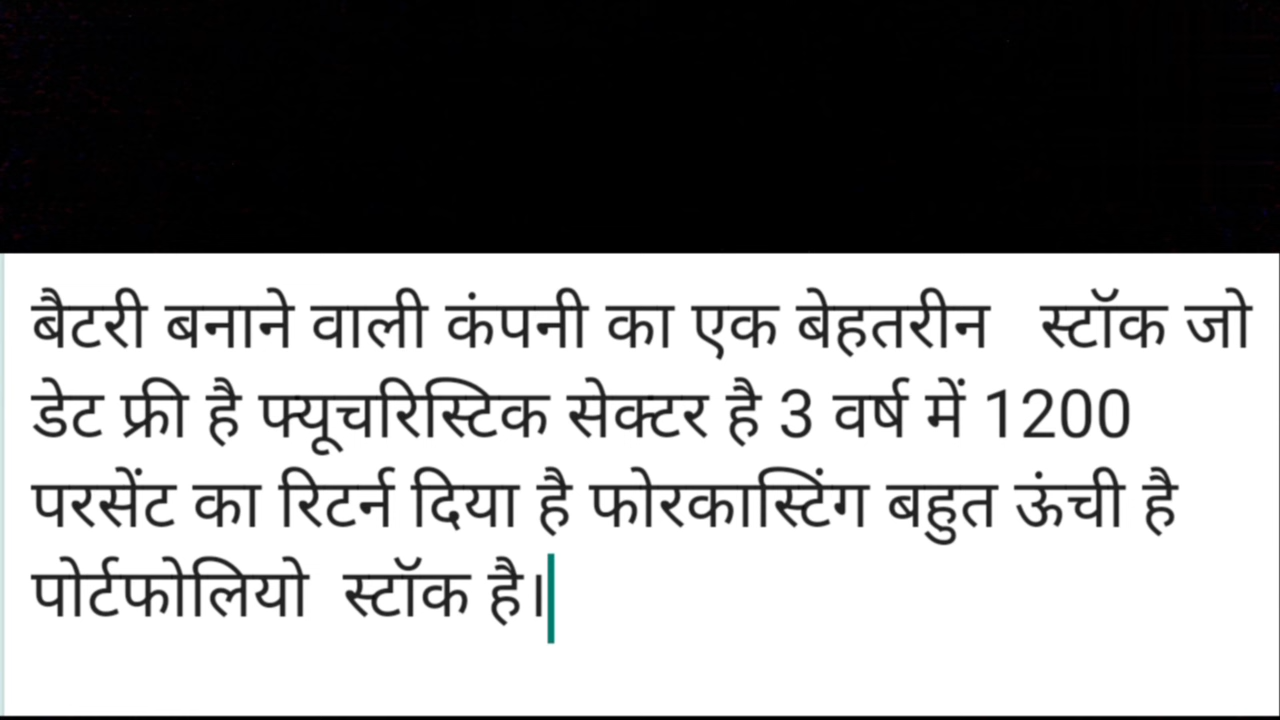 बैटरी बनाने वाली कंपनी का एक बेहतरीन   स्टॉक जो
डेट फ्री है फ्यूचरिस्टिक सेक्टर है 3 वर्ष में 1200
परसेंट का रिटर्न दिया है फोरकास्टिंग बहुत ऊंची है
पोर्टफोलियो  स्टॉक है।